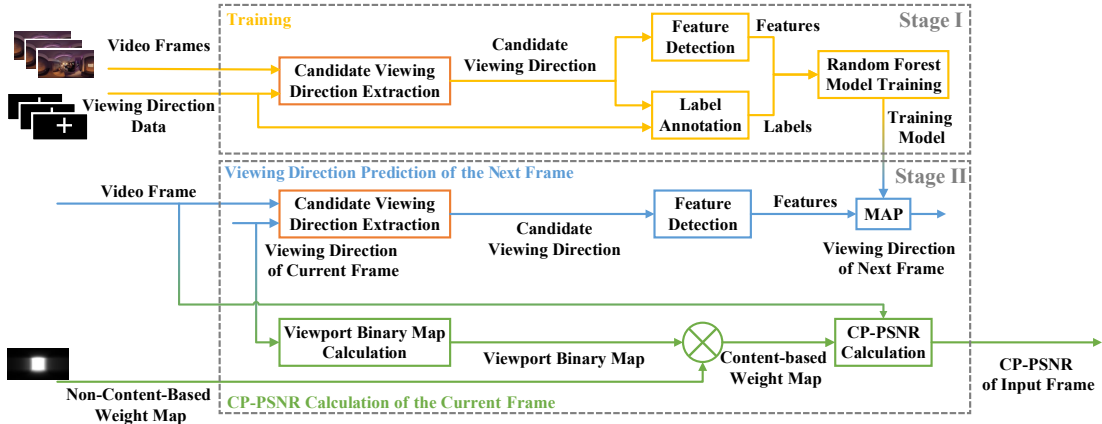 Training
Stage I
Video Frames
Viewing Direction
Data
Candidate Viewing
Direction Extraction
Candidate
Viewing Direction
Feature
Detection
Features
Label
Annotation
Labels
Random Forest
Model Training
Training
Model
Viewing Direction Prediction of the Next Frame
Stage II
Video Frame
Candidate Viewing
Direction Extraction
Viewing Direction
of Current Frame
Candidate
Viewing Direction
Feature
Detection
Features
MAP
Viewing Direction
of Next Frame
Viewport Binary Map
Calculation
Viewport Binary Map
Content-based
Weight Map
CP-PSNR
Calculation
CP-PSNR
of Input Frame
Non-Content-Based
Weight Map
CP-PSNR Calculation of the Current Frame